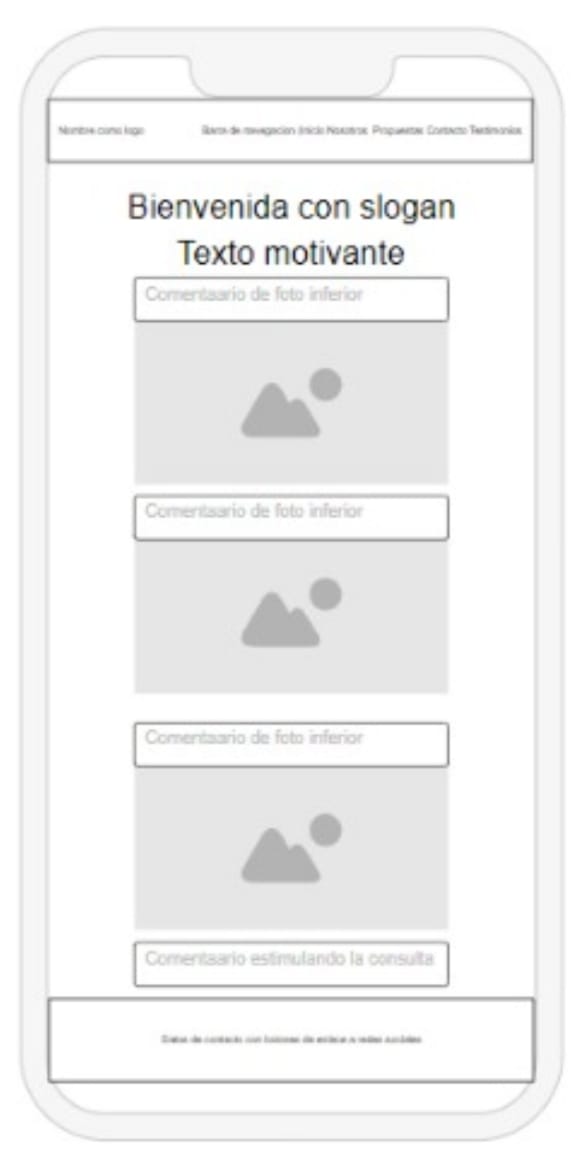 Nombre como logo
Barra de navegación Inicio Nosotros Propuestas Contacto Testimonios
Bienvenida con slogan
Texto motivante
Comentaario de foto inferior
Comentaario de foto inferior
Comentaario de foto inferior
Comentaario estimulando la consulta
Datos de contacto con botones de enlace a redes sociales